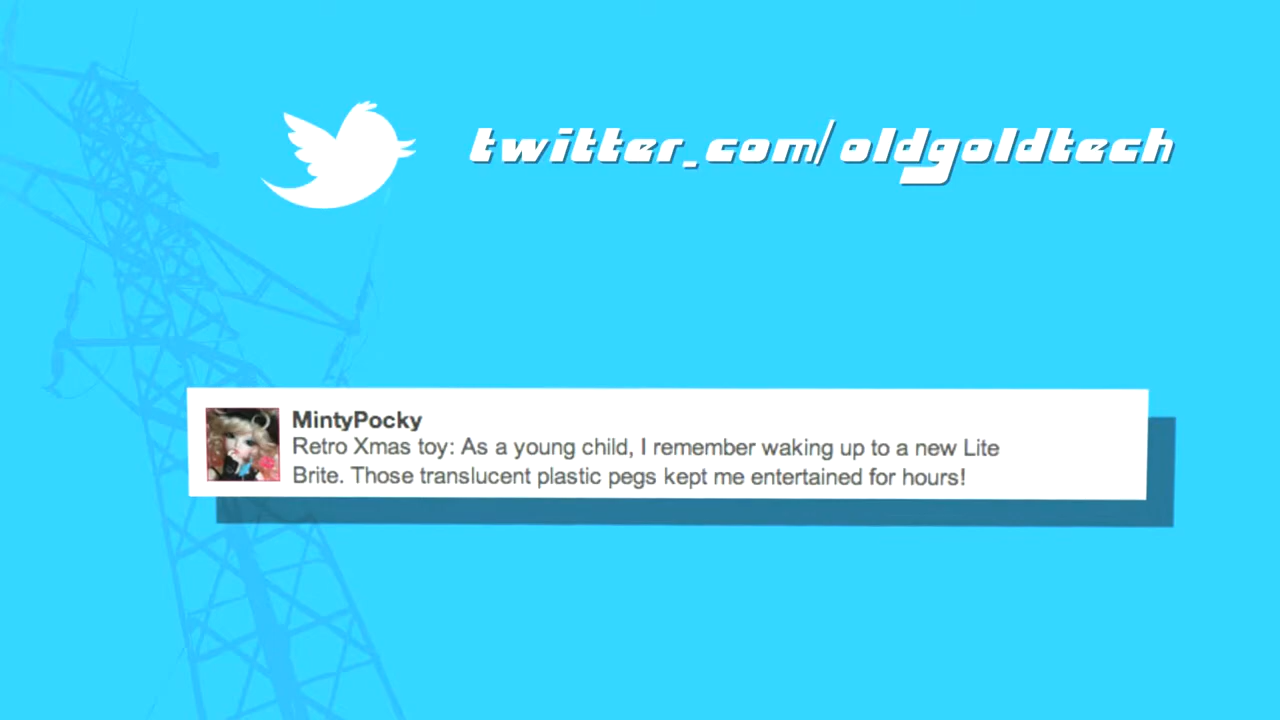 twitter.com/oldgoldtech
MintyPocky
Retro Xmas toy: As a young child, I remember waking up to a new Lite
Brite. Those translucent plastic pegs kept me entertained for hours!